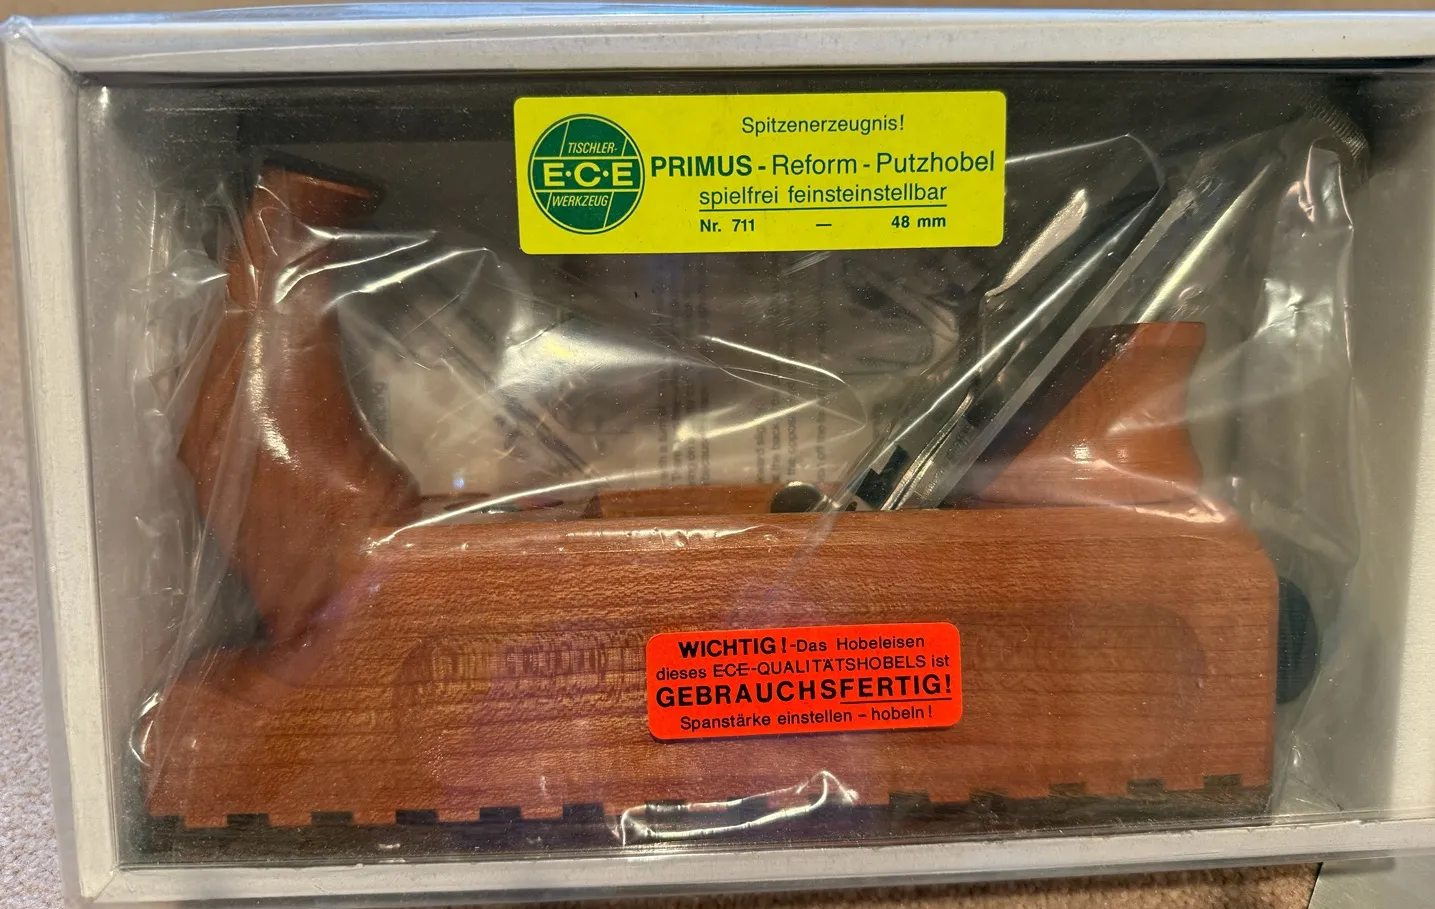 TISCHLER-
E·C·E
WERKZEUG
Spitzenerzeugnis!
PRIMUS - Reform - Putzhobel
spielfrei feinsteinstellbar
Nr. 711 — 48 mm
WICHTIG!-Das Hobeleisen
dieses E·C·E-QUALITÄTSHOBELS ist
GEBRAUCHSFERTIG!
Spanstärke einstellen - hobeln!